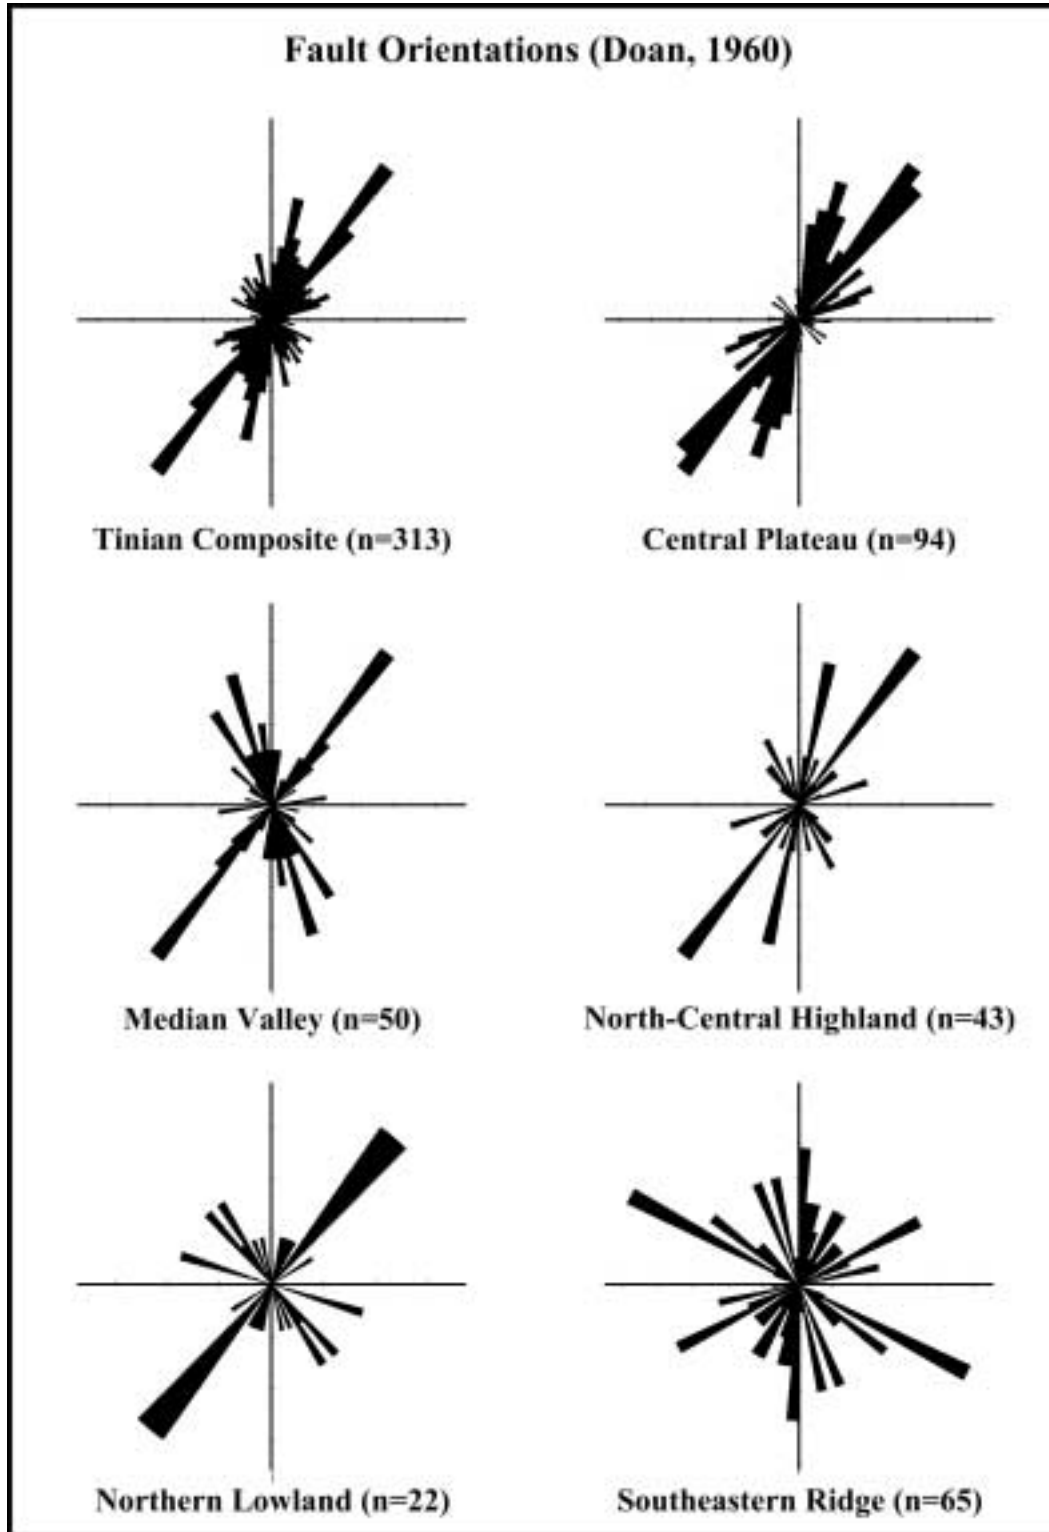 Fault Orientations (Doan, 1960)
Tinian Composite (n=313)
Central Plateau (n=94)
Median Valley (n=50)
North-Central Highland (n=43)
Northern Lowland (n=22)
Southeastern Ridge (n=65)